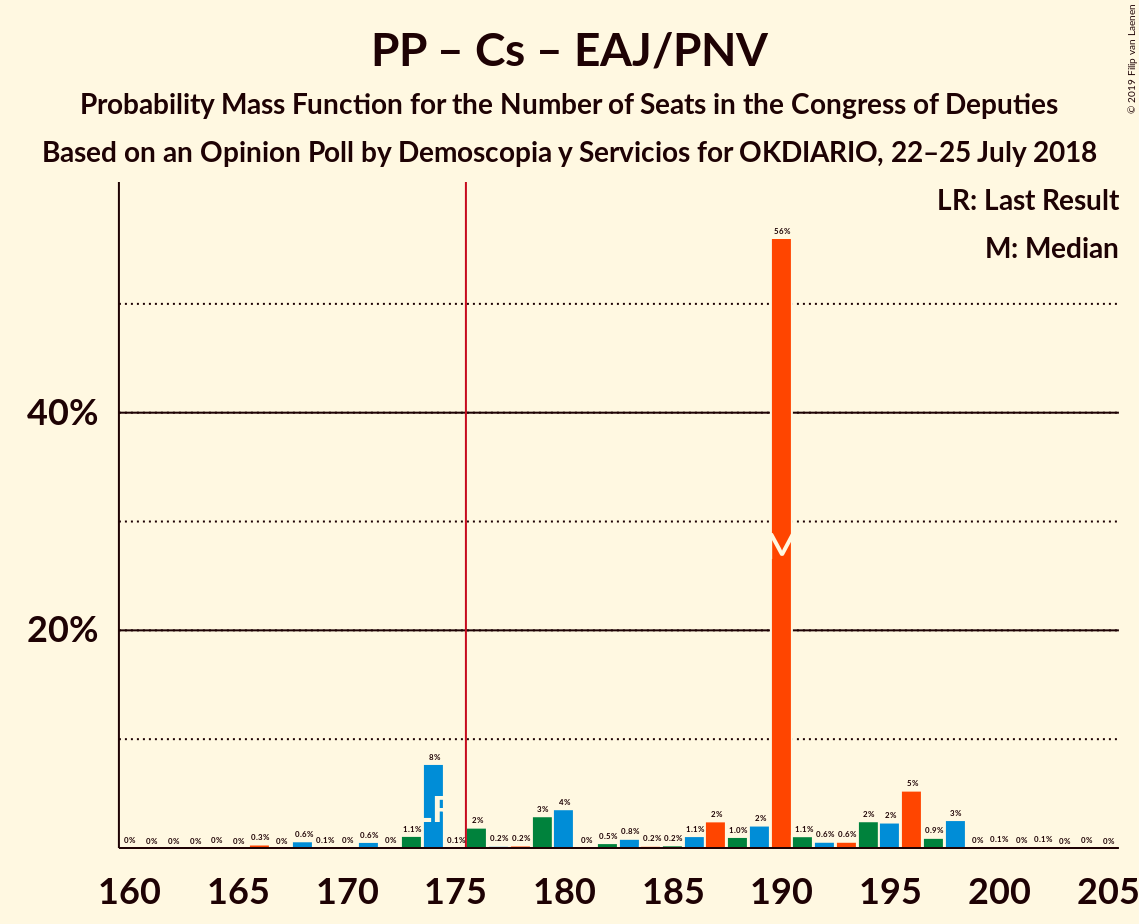 PP – Cs – EAJ/PNV
Probability Mass Function for the Number of Seats in the Congress of Deputies
Based on an Opinion Poll by Demoscopia y Servicios for OKDIARIO, 22–25 July 2018
© 2019 Filip van Laenen
LR: Last Result
M: Median
40%
20%
0% 0% 0% 0% 0% 0% 0.3% 0% 0.6% 0.1% 0% 0.6% 0% 1.1% 8% 0.1% 2% 0.2% 0.2% 3% 4% 0% 0.5% 0.8% 0.2% 0.2% 1.1% 2% 1.0% 2% 56% 1.1% 0.6% 0.6% 2% 2% 5% 0.9% 3% 0% 0.1% 0% 0.1% 0% 0% 0%
LR
M
160 165 170 175 180 185 190 195 200 205